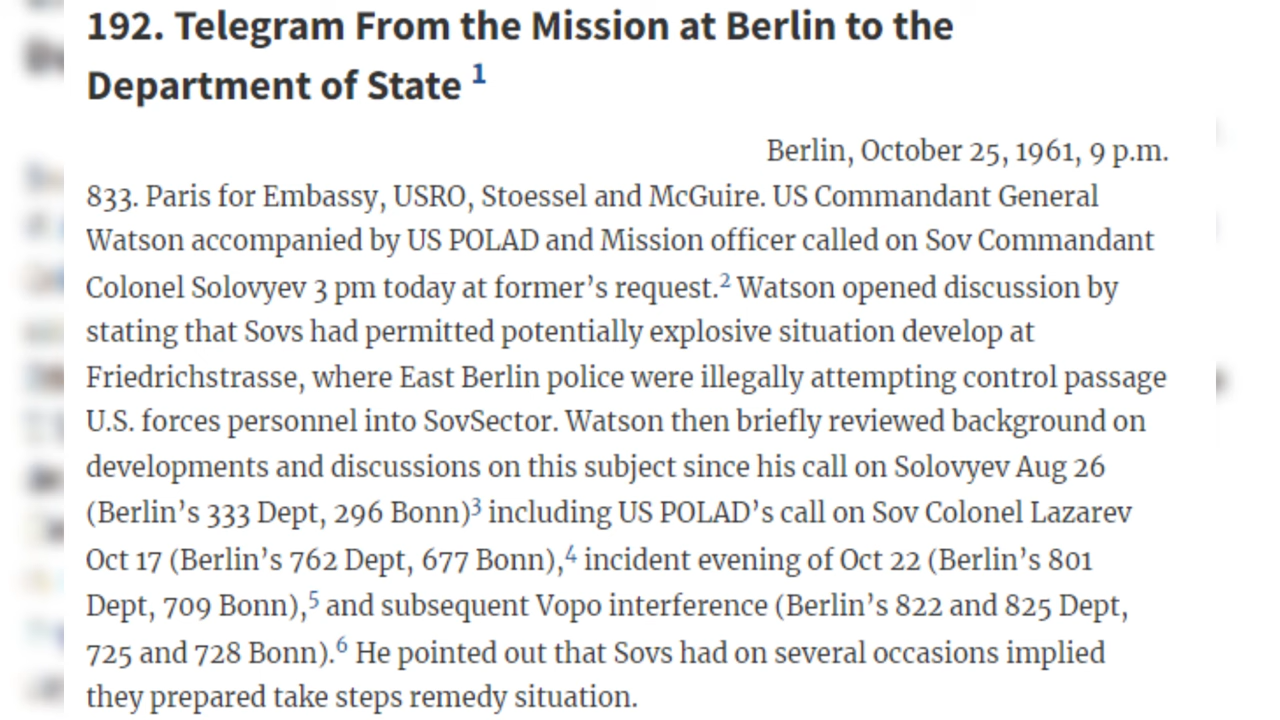 192. Telegram From the Mission at Berlin to the
Department of State 1
Berlin, October 25, 1961, 9 p.m.
833. Paris for Embassy, USRO, Stoessel and McGuire. US Commandant General
Watson accompanied by US POLAD and Mission officer called on Sov Commandant
Colonel Solovyev 3 pm today at former’s request.2 Watson opened discussion by
stating that Sovs had permitted potentially explosive situation develop at
Friedrichstrasse, where East Berlin police were illegally attempting control passage
U.S. forces personnel into SovSector. Watson then briefly reviewed background on
developments and discussions on this subject since his call on Solovyev Aug 26
(Berlin’s 333 Dept, 296 Bonn)3 including US POLAD’s call on Sov Colonel Lazarev
Oct 17 (Berlin’s 762 Dept, 677 Bonn),4 incident evening of Oct 22 (Berlin’s 801
Dept, 709 Bonn),5 and subsequent Vopo interference (Berlin’s 822 and 825 Dept,
725 and 728 Bonn).6 He pointed out that Sovs had on several occasions implied
they prepared take steps remedy situation.